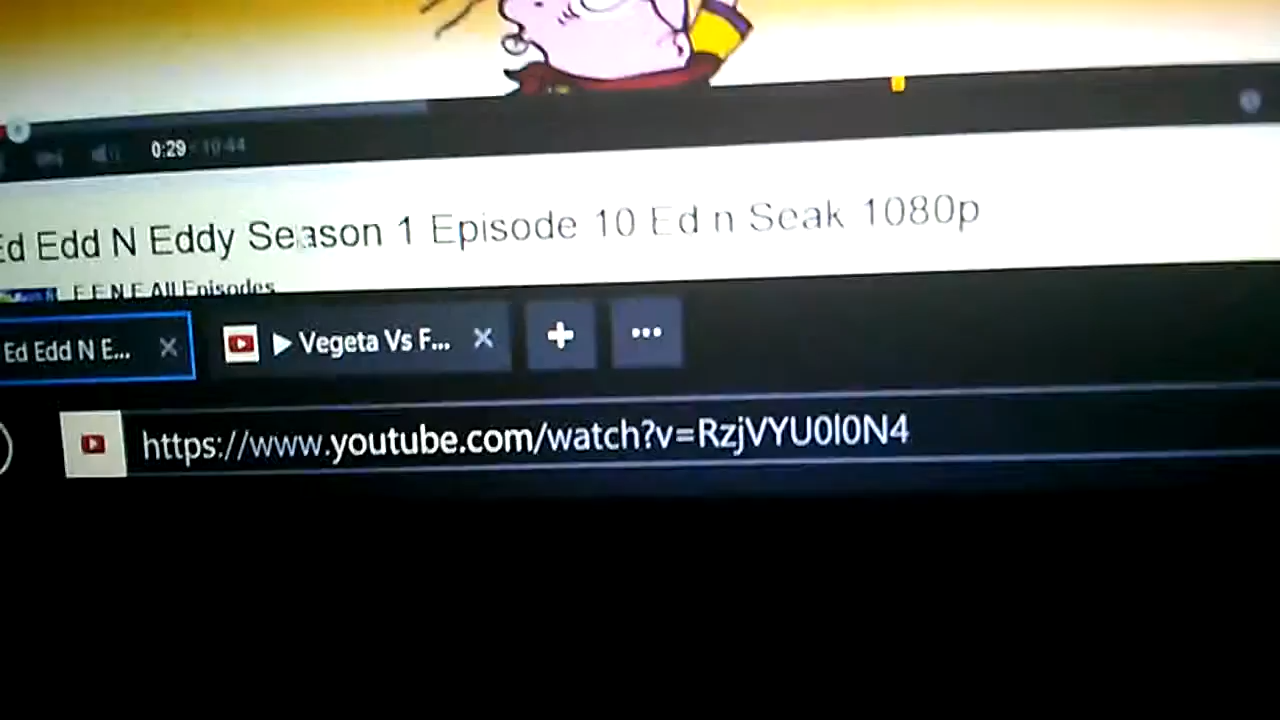 0:29 / 10:44
Ed Edd N Eddy Season 1 Episode 10 Ed n Seak 1080p
E E N E All Episodes
Ed Edd N E...
▶ Vegeta Vs F...
https://www.youtube.com/watch?v=RzjVYU0l0N4